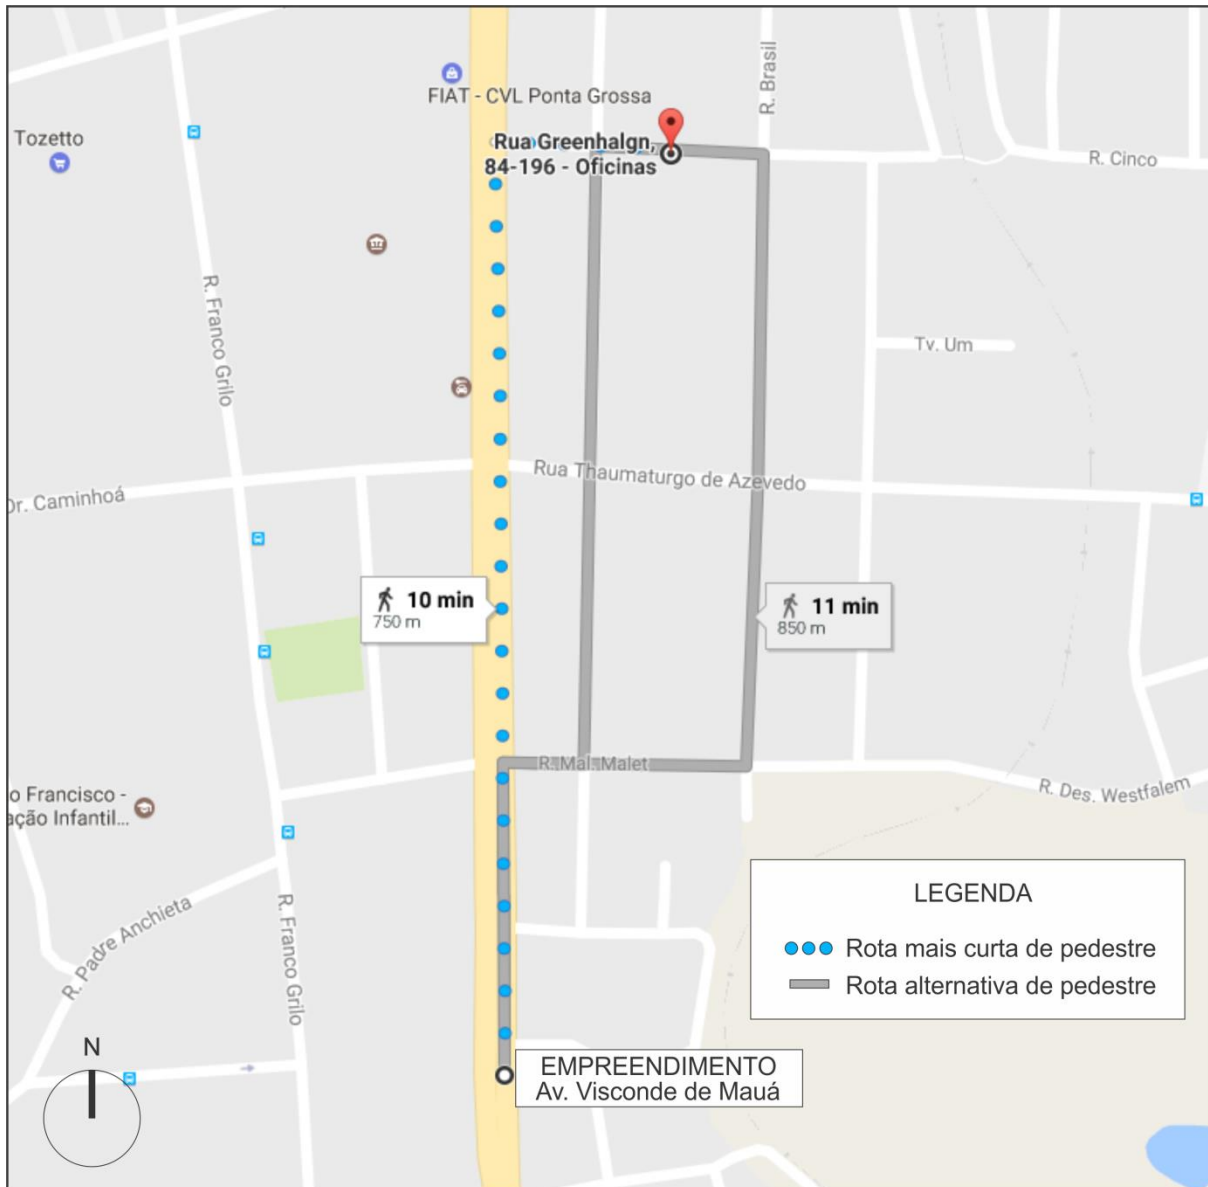 FIAT - CVL Ponta Grossa
R. Brasil
Tozetto
Rua Greenhalgn,
84-196 - Oficinas
R. Cinco
R. Franco Grilo
Tv. Um
Rua Thaumaturgo de Azevedo
Dr. Caminhoá
10 min
750 m
11 min
850 m
R. Mal. Malet
R. Des. Westfalem
o Francisco -
ação Infantil...
R. Padre Anchieta
R. Franco Grilo
LEGENDA
Rota mais curta de pedestre
Rota alternativa de pedestre
N
EMPREENDIMENTO
Av. Visconde de Mauá